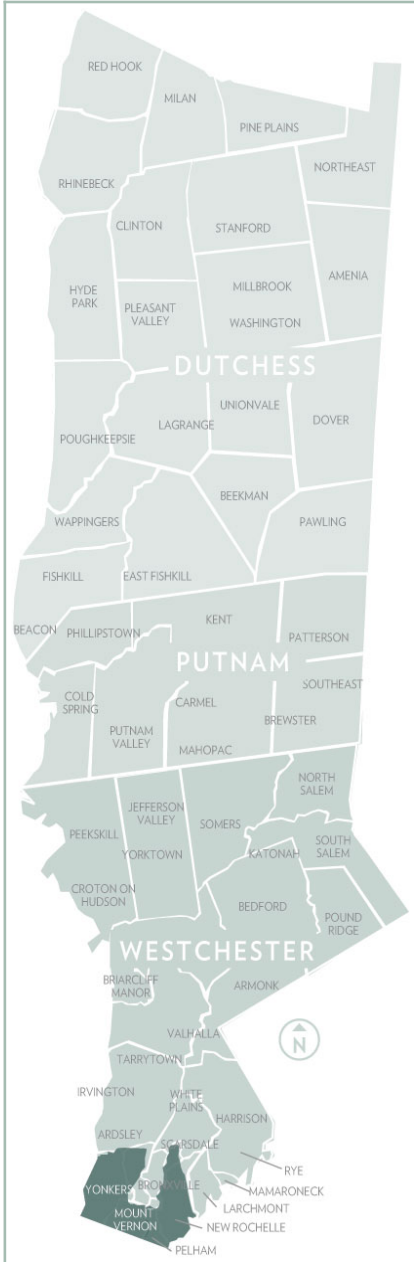 RED HOOK
MILAN
PINE PLAINS
NORTHEAST
RHINEBECK
CLINTON
STANFORD
AMENIA
HYDE
PARK
MILLBROOK
PLEASANT
VALLEY
WASHINGTON
DUTCHESS
UNIONVALE
LAGRANGE
DOVER
POUGHKEEPSIE
BEEKMAN
WAPPINGERS
PAWLING
FISHKILL
EAST FISHKILL
KENT
BEACON
PHILLIPSTOWN
PATTERSON
PUTNAM
SOUTHEAST
COLD
SPRING
CARMEL
BREWSTER
PUTNAM
VALLEY
MAHOPAC
NORTH
SALEM
JEFFERSON
VALLEY
SOMERS
PEEKSKILL
SOUTH
SALEM
YORKTOWN
KATONAH
CROTON ON
HUDSON
BEDFORD
POUND
RIDGE
WESTCHESTER
BRIARCLIFF
MANOR
ARMONK
VALHALLA
N
TARRYTOWN
IRVINGTON
WHITE
PLAINS
HARRISON
ARDSLEY
SCARSDALE
RYE
YONKERS
BRONXVILLE
MAMARONECK
LARCHMONT
MOUNT
VERNON
NEW ROCHELLE
PELHAM